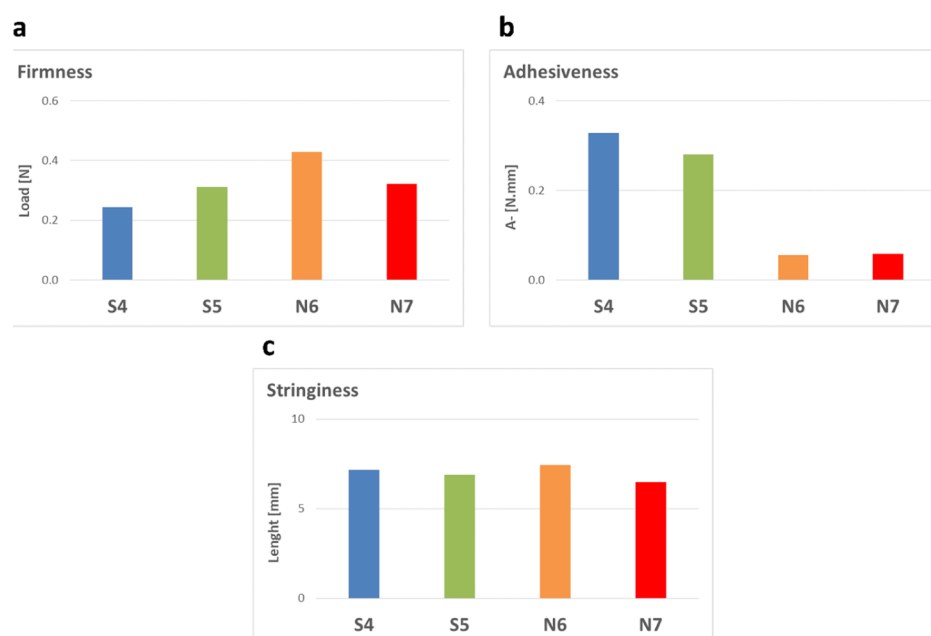 a
Firmness
0.6
0.4
0.2
0.0
Load [N]
S4 S5 N6 N7
b
Adhesiveness
0.4
0.2
0.0
A- [N.mm]
S4 S5 N6 N7
c
Stringiness
10
5
0
Lenght [mm]
S4 S5 N6 N7